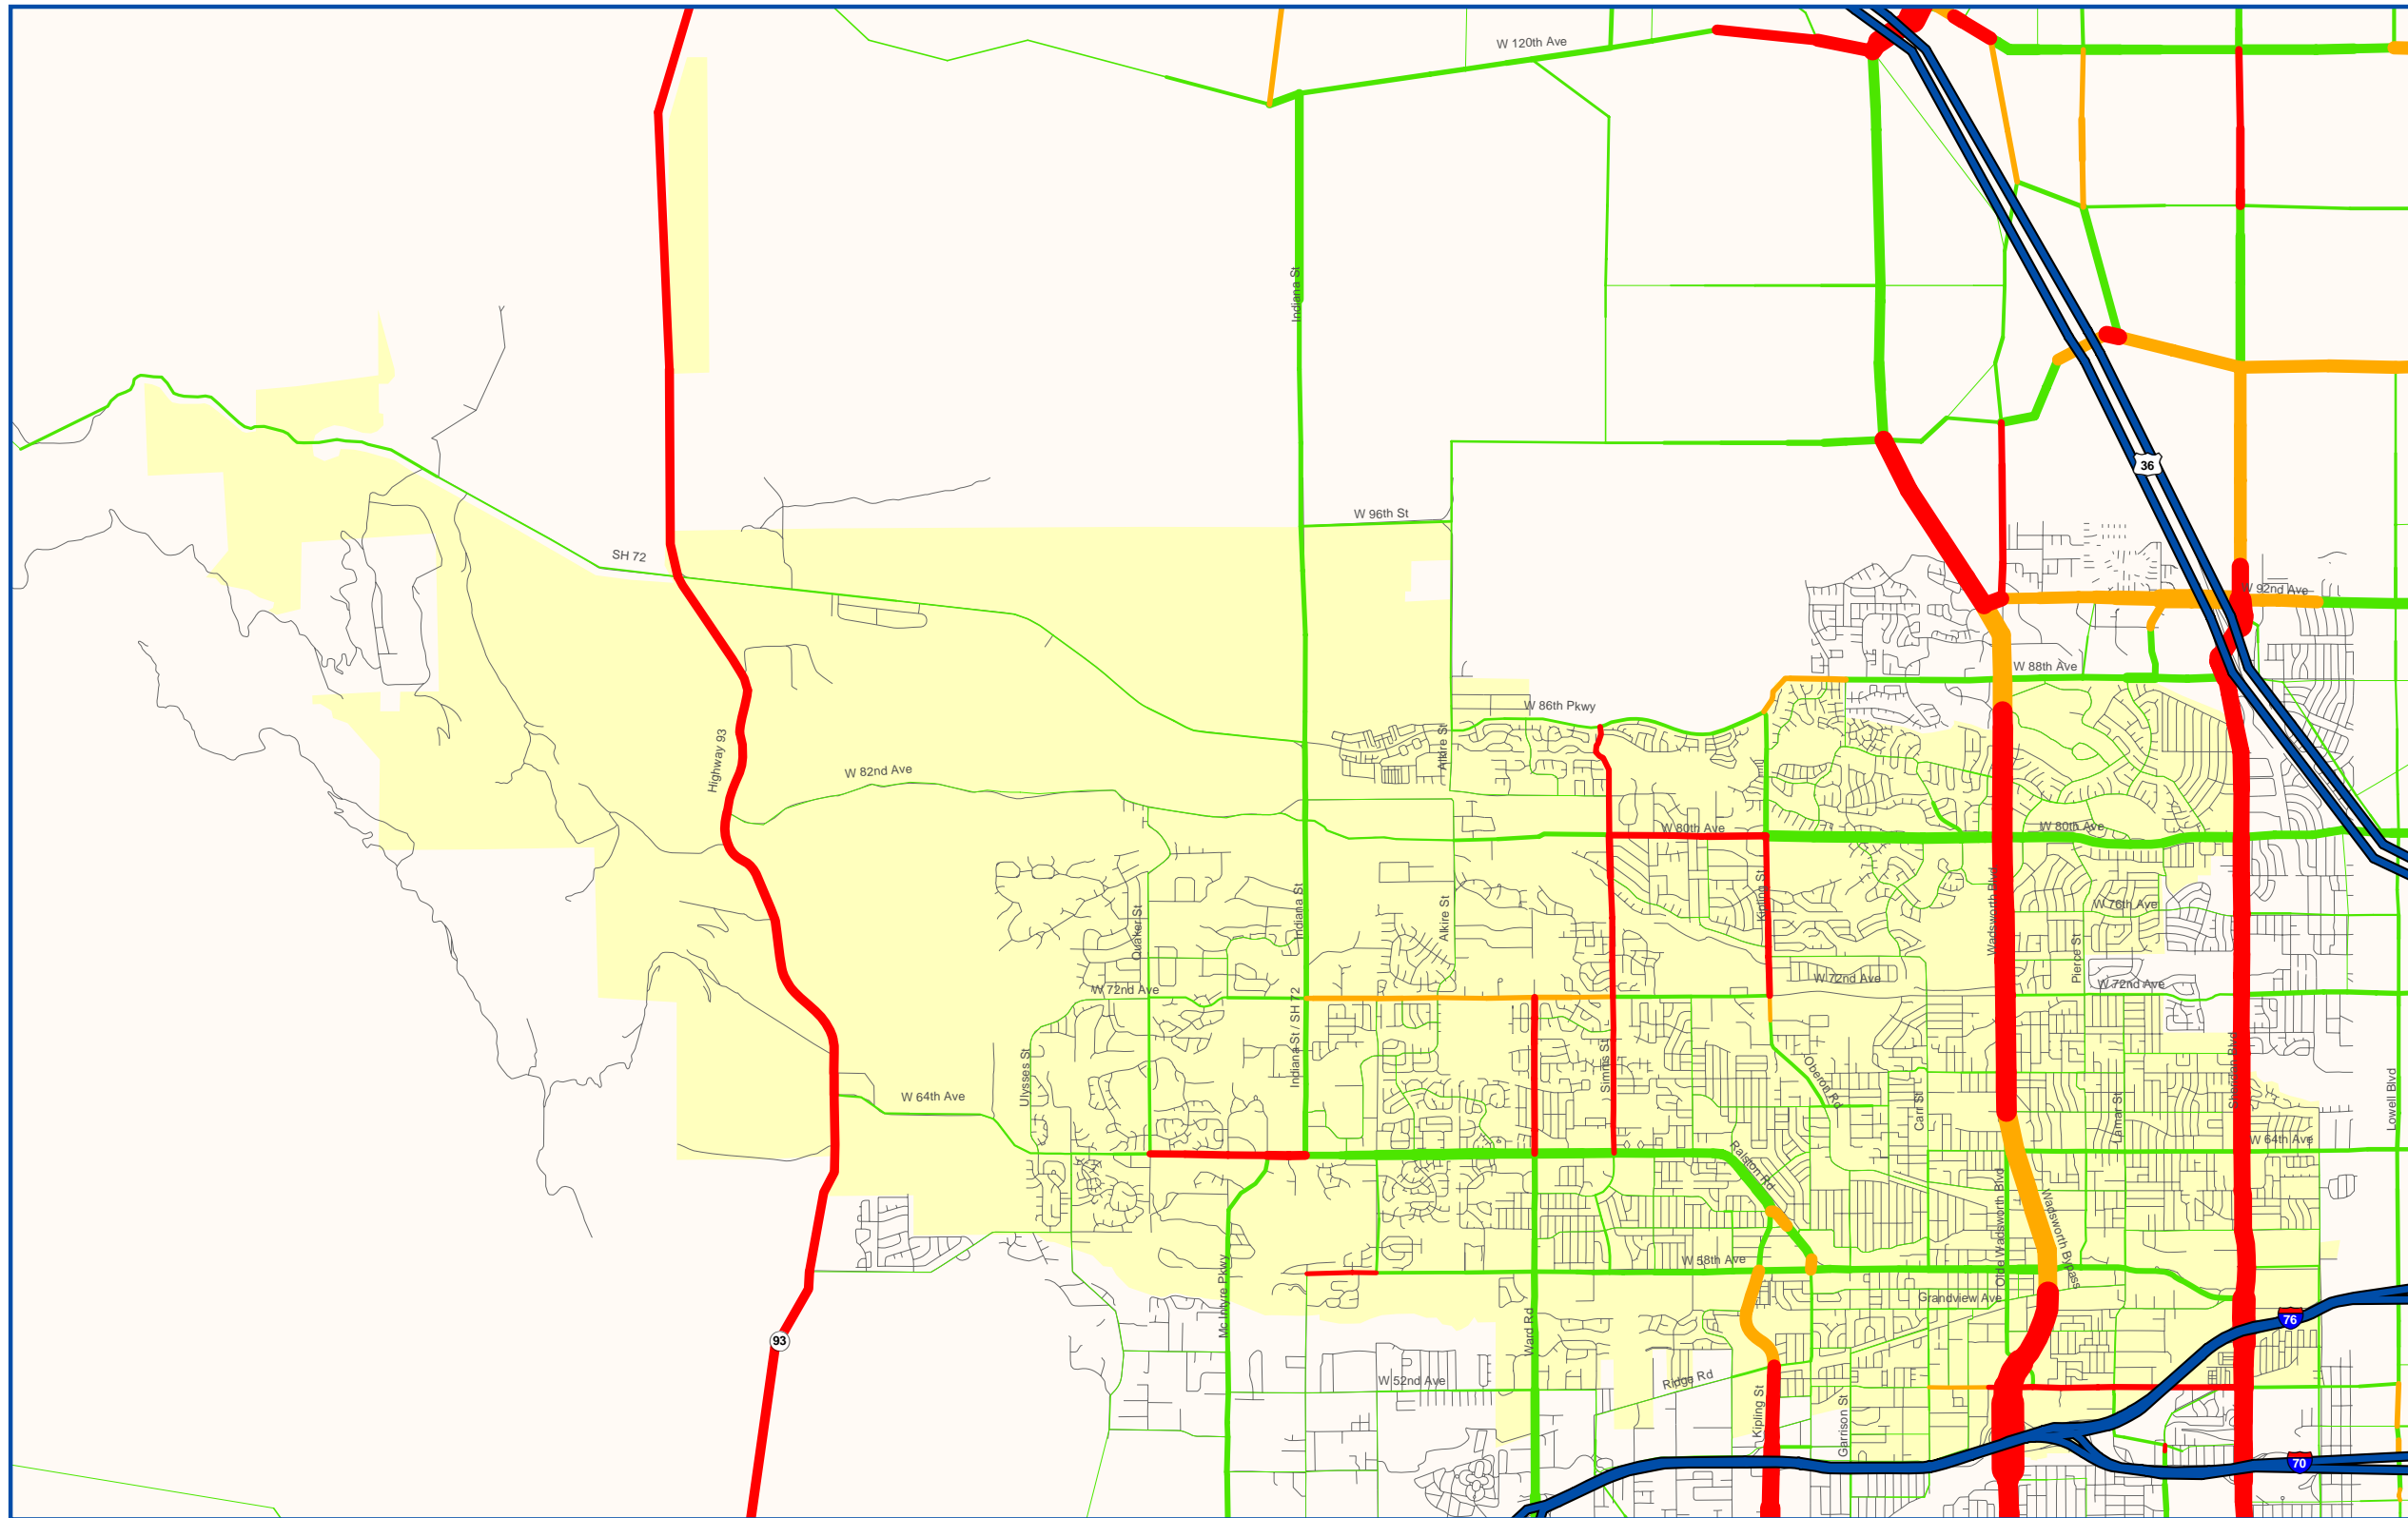 W 120th Ave
Indiana St
36
W 96th St
SH 72
W 92nd Ave
W 88th Ave
W 86th Pkwy
Alkire St
Highway 93
W 82nd Ave
W 80th Ave
W 80th Ave
Kipling St
Wadsworth Blvd
W 76th Ave
Quaker St
Indiana St
Alkire St
Pierce St
W 72nd Ave
W 72nd Ave
W 72nd Ave
Indiana St / SH 72
Ulysses St
Simms St
Oberon Rd
Carr St
Lamar St
Sheridan Blvd
Lowell Blvd
W 64th Ave
W 64th Ave
Ralston Rd
Olde Wadsworth Blvd
Wadsworth Bypass
W 58th Ave
Mc Intyre Pkwy
Grandview Ave
Ward Rd
76
93
W 52nd Ave
Ridge Rd
Kipling St
Garrison St
70